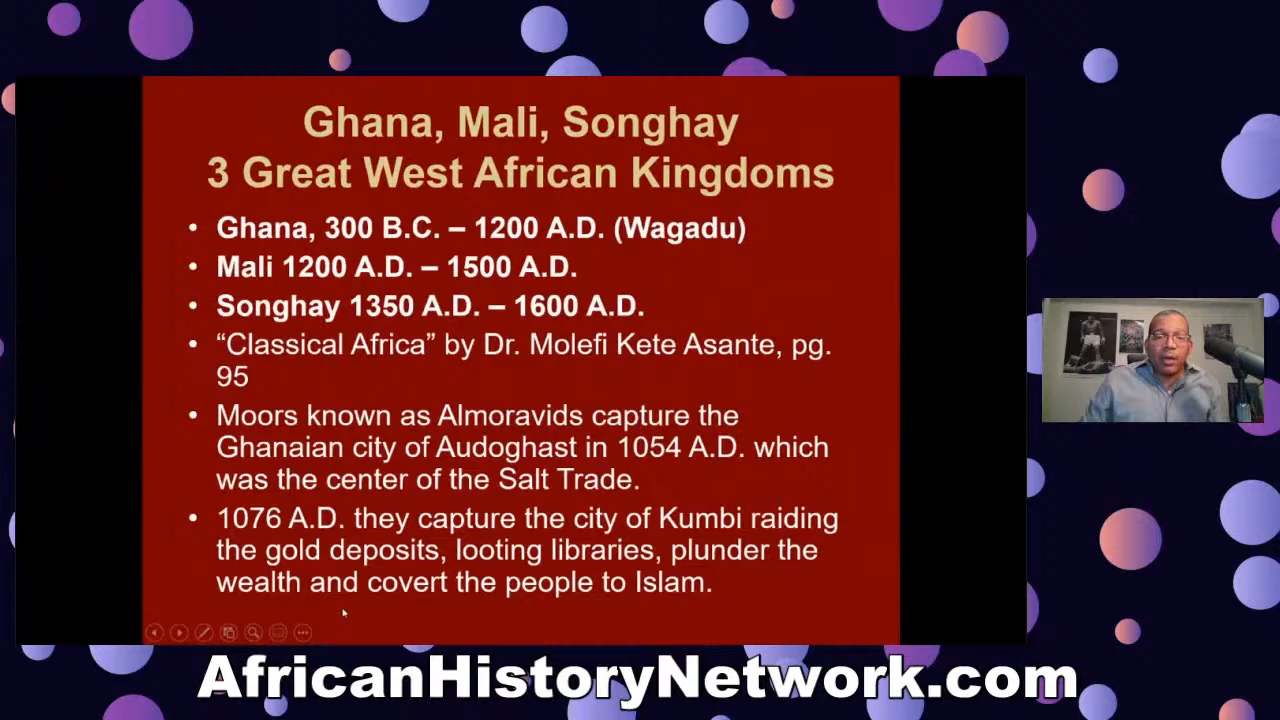 Ghana, Mali, Songhay
3 Great West African Kingdoms
• Ghana, 300 B.C. – 1200 A.D. (Wagadu)
• Mali 1200 A.D. – 1500 A.D.
• Songhay 1350 A.D. – 1600 A.D.
• “Classical Africa” by Dr. Molefi Kete Asante, pg.
95
• Moors known as Almoravids capture the
Ghanaian city of Audoghast in 1054 A.D. which
was the center of the Salt Trade.
• 1076 A.D. they capture the city of Kumbi raiding
the gold deposits, looting libraries, plunder the
wealth and covert the people to Islam.
AfricanHistoryNetwork.com